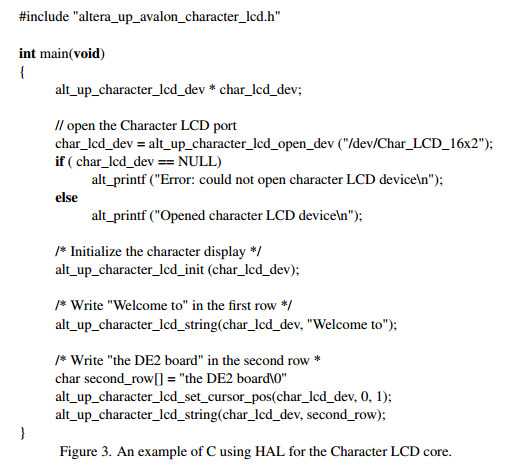 #include "altera_up_avalon_character_lcd.h"
int main(void)
{
alt_up_character_lcd_dev * char_lcd_dev;
// open the Character LCD port
char_lcd_dev = alt_up_character_lcd_open_dev ("/dev/Char_LCD_16x2");
if ( char_lcd_dev == NULL)
alt_printf ("Error: could not open character LCD device\n");
else
alt_printf ("Opened character LCD device\n");
/* Initialize the character display */
alt_up_character_lcd_init (char_lcd_dev);
/* Write "Welcome to" in the first row */
alt_up_character_lcd_string(char_lcd_dev, "Welcome to");
/* Write "the DE2 board" in the second row *
char second_row[] = "the DE2 board\0"
alt_up_character_lcd_set_cursor_pos(char_lcd_dev, 0, 1);
alt_up_character_lcd_string(char_lcd_dev, second_row);
}
Figure 3. An example of C using HAL for the Character LCD core.